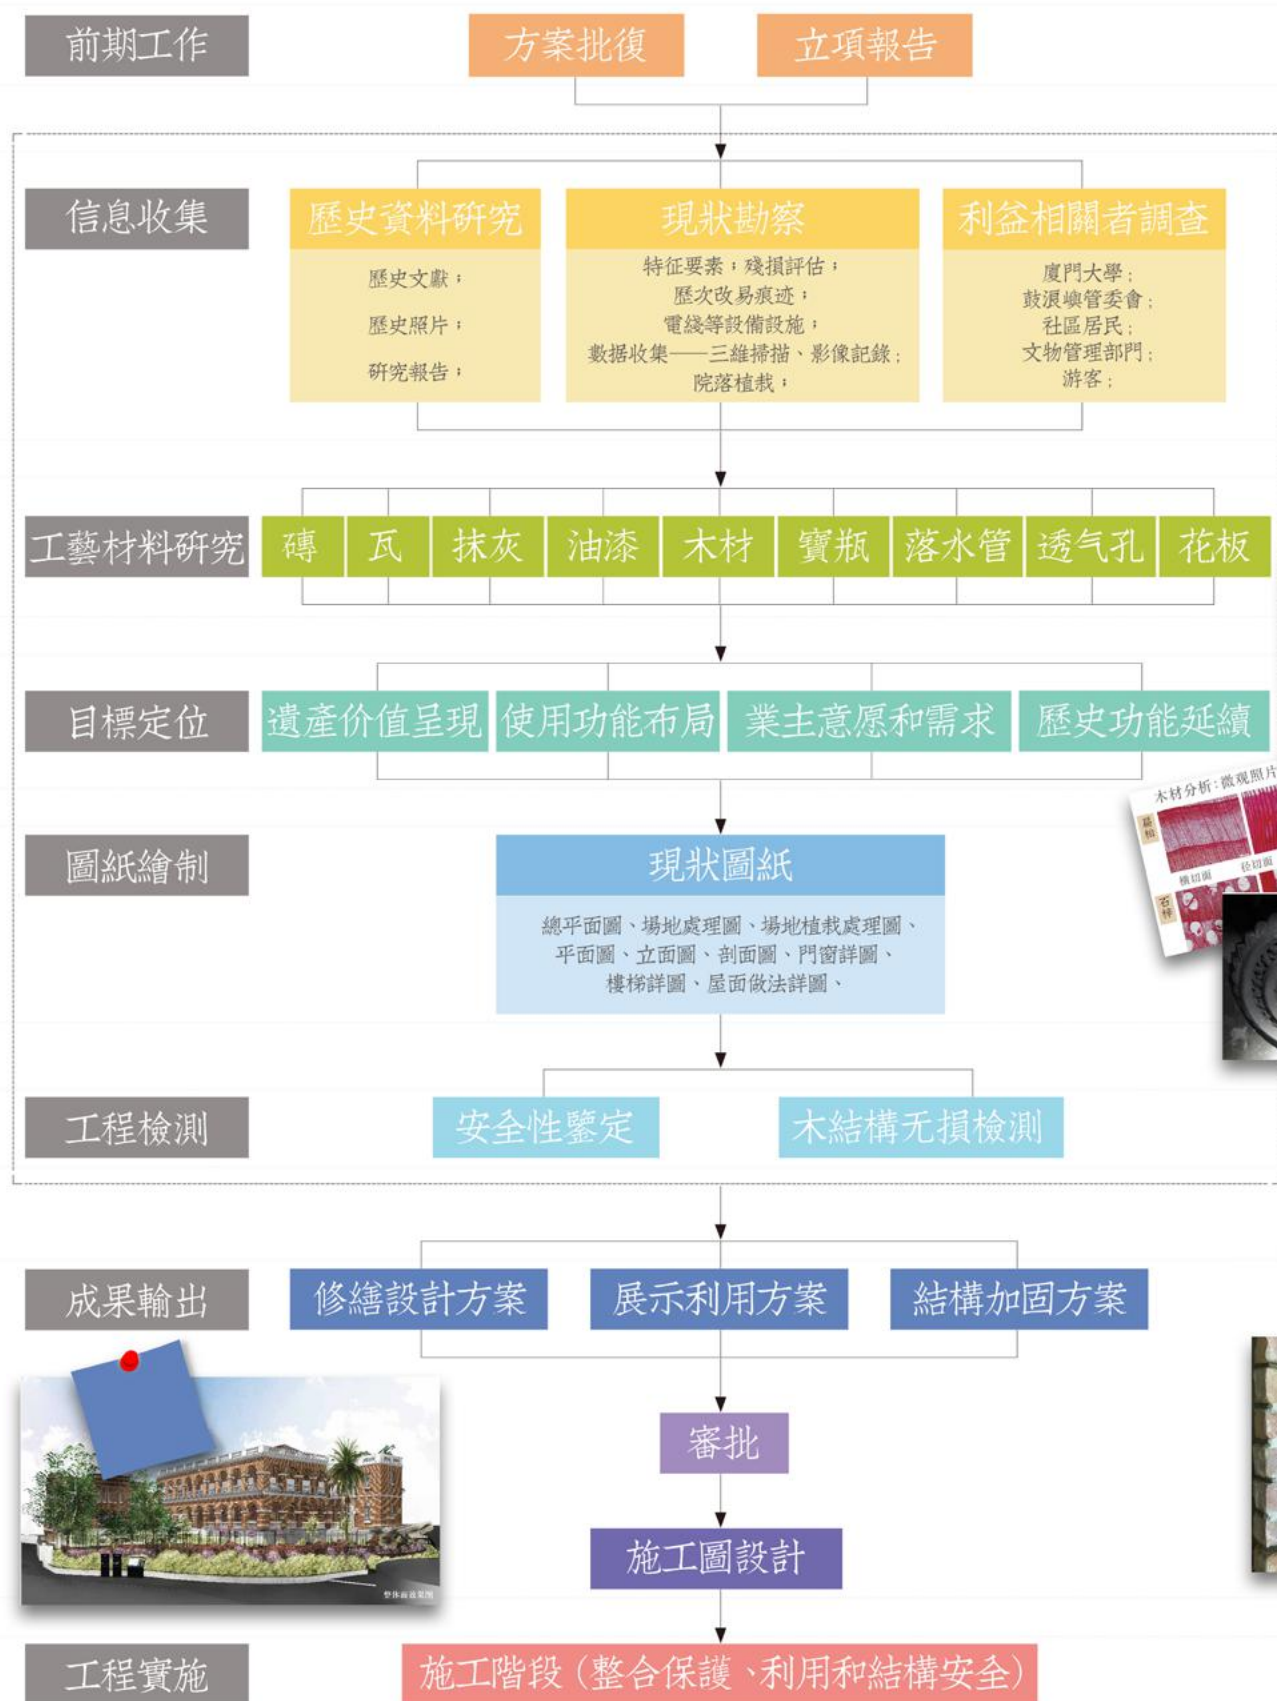 前期工作
方案批復
立項報告
信息收集
歷史資料研究
歷史文獻；
歷史照片；
研究報告；
現狀勘察
特征要素；殘損評估；
歷次改易痕迹；
電綫等設備設施；
數据收集——三維掃描、影像記錄；
院落植栽；
利益相關者調查
廈門大學；
鼓浪嶼管委會；
社區居民；
文物管理部門；
游客；
工藝材料研究
磚
瓦
抹灰
油漆
木材
寶瓶
落水管
透气孔
花板
目標定位
遺產价值呈現
使用功能布局
業主意愿和需求
歷史功能延續
木材分析：微观照片
横切面
径切面
石梓
圖紙繪制
現狀圖紙
總平面圖、場地處理圖、場地植栽處理圖、
平面圖、立面圖、剖面圖、門窗詳圖、
樓梯詳圖、屋面做法詳圖、
工程檢測
安全性鑒定
木結構无損檢測
成果輸出
修繕設計方案
展示利用方案
結構加固方案
審批
施工圖設計
工程實施
施工階段（整合保護、利用和結構安全）